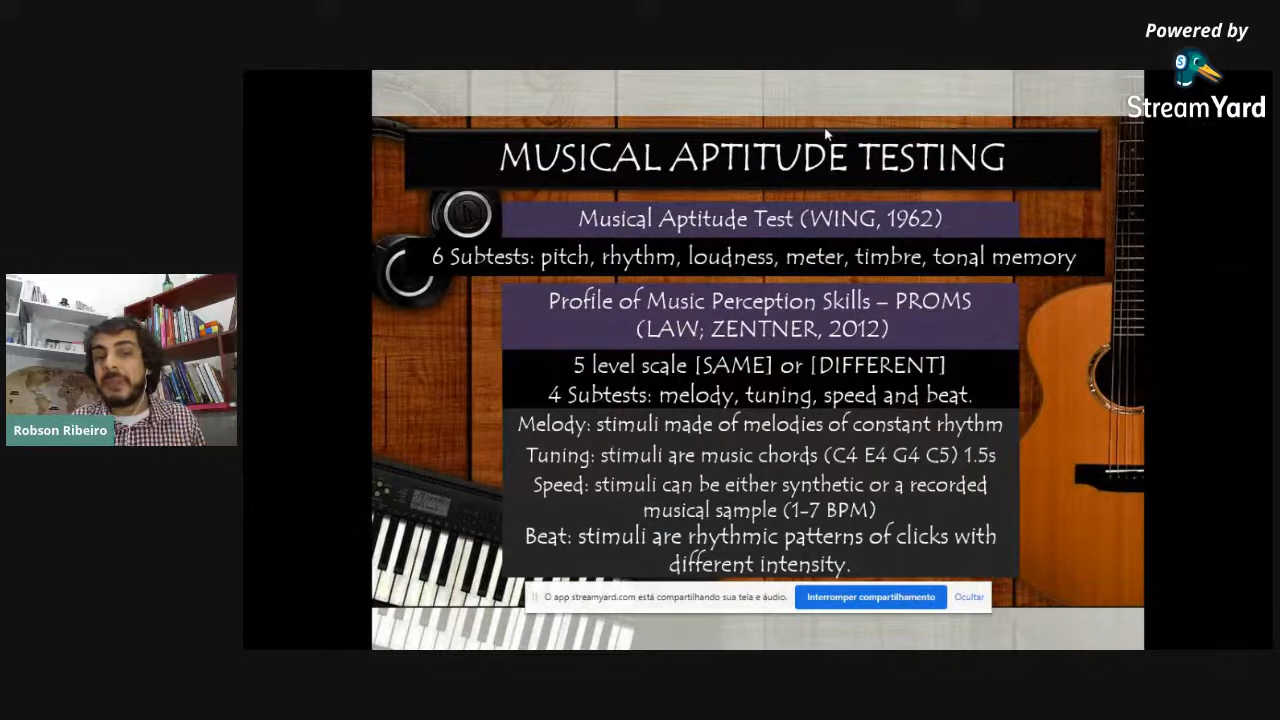 Powered by
StreamYard
MUSICAL APTITUDE TESTING
Musical Aptitude Test (WING, 1962)
6 Subtests: pitch, rhythm, loudness, meter, timbre, tonal memory
Profile of Music Perception Skills – PROMS
(LAW; ZENTNER, 2012)
5 level scale [SAME] or [DIFFERENT]
4 Subtests: melody, tuning, speed and beat.
Melody: stimuli made of melodies of constant rhythm
Tuning: stimuli are music chords (C4 E4 G4 C5) 1.5s
Speed: stimuli can be either synthetic or a recorded
musical sample (1-7 BPM)
Beat: stimuli are rhythmic patterns of clicks with
different intensity.
Robson Ribeiro
O app streamyard.com está compartilhando sua tela e áudio.
Interromper compartilhamento
Ocultar